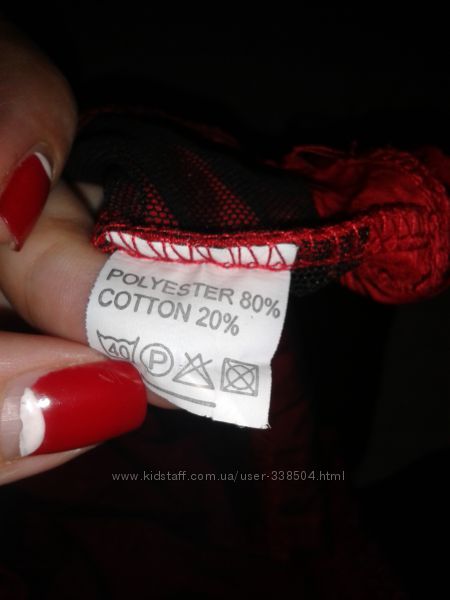 POLYESTER 80%
COTTON 20%
40 P
www.kidstaff.com.ua/user-338504.html